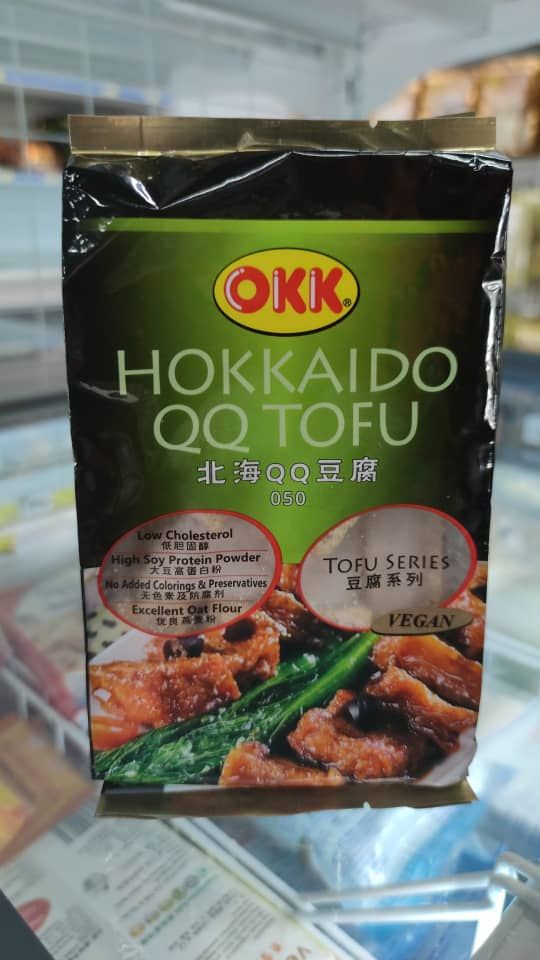 OKK®
HOKKAIDO
QQ TOFU
北海QQ豆腐
050
Low Cholesterol
低胆固醇
High Soy Protein Powder
大豆高蛋白粉
No Added Colorings & Preservatives
无色素及防腐剂
Excellent Oat Flour
优良燕麦粉
TOFU SERIES
豆腐系列
VEGAN